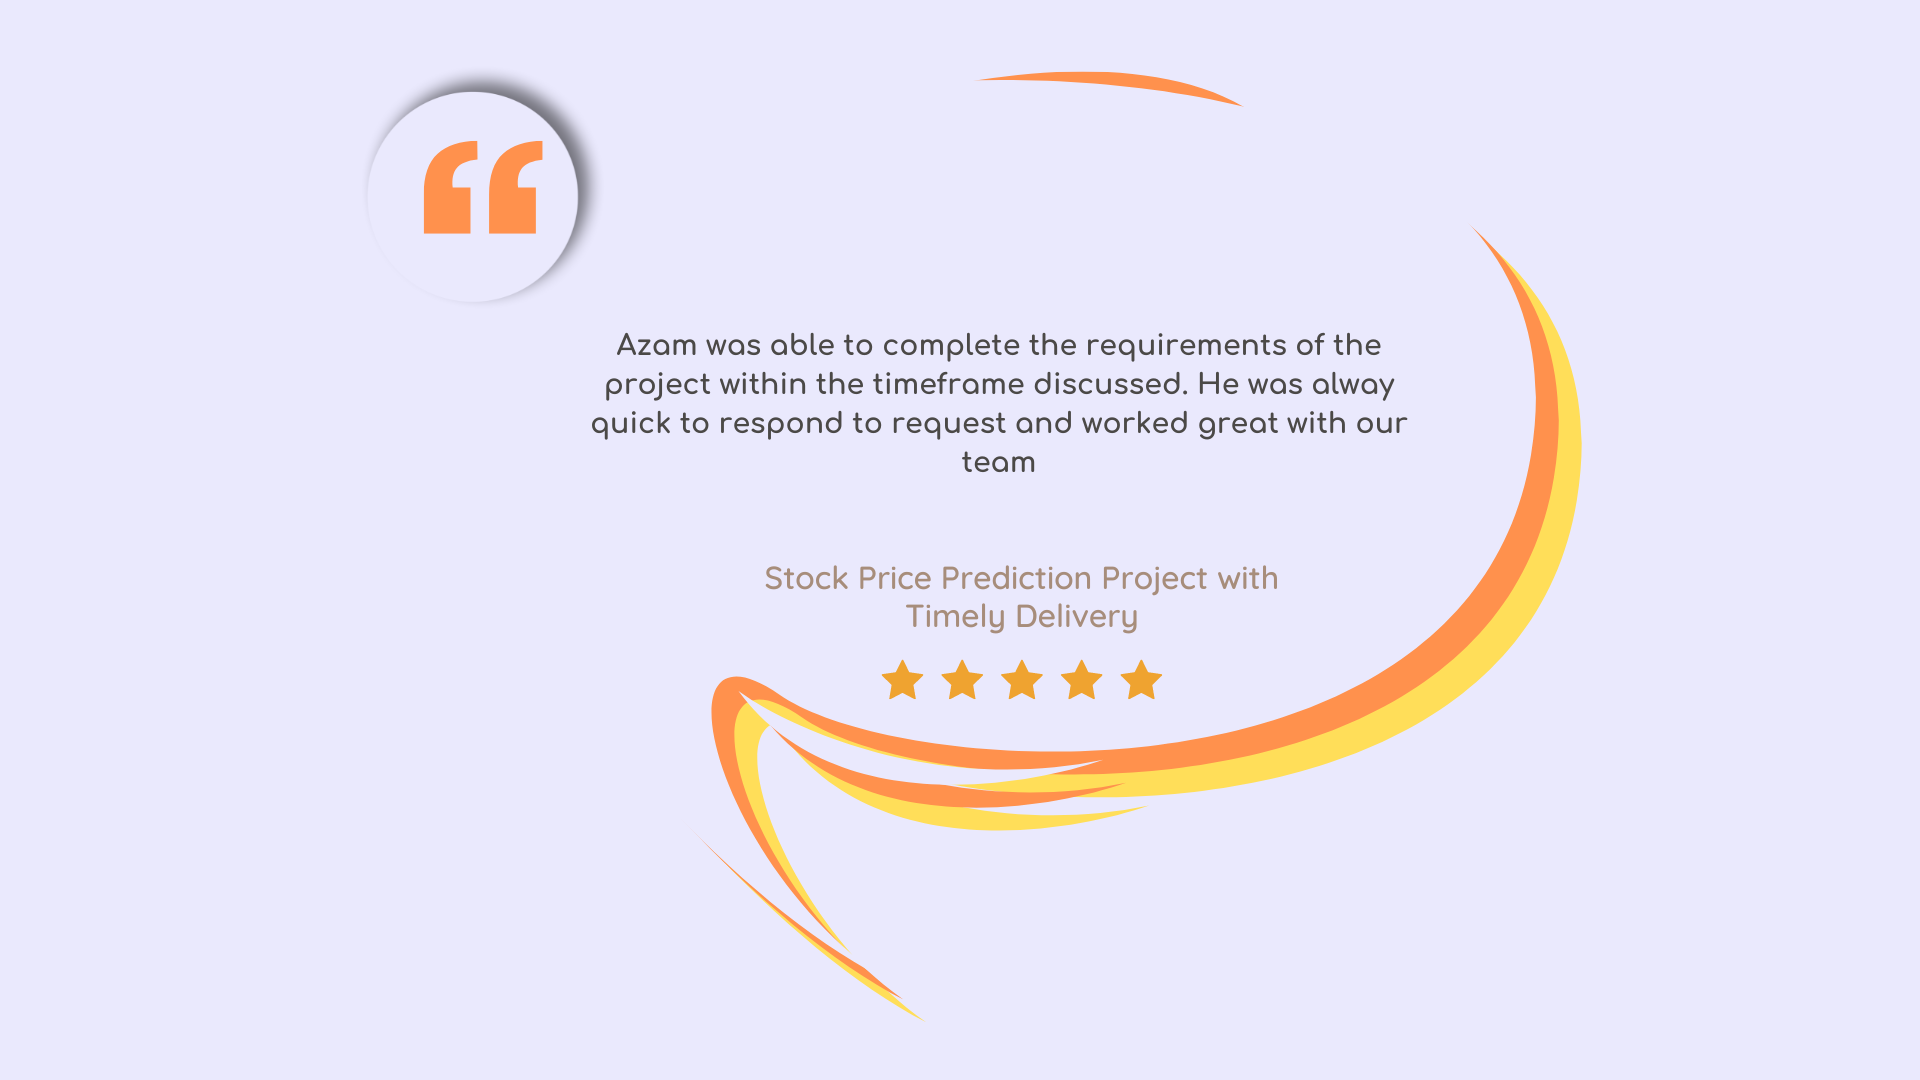 Azam was able to complete the requirements of the
project within the timeframe discussed. He was alway
quick to respond to request and worked great with our
team
Stock Price Prediction Project with
Timely Delivery